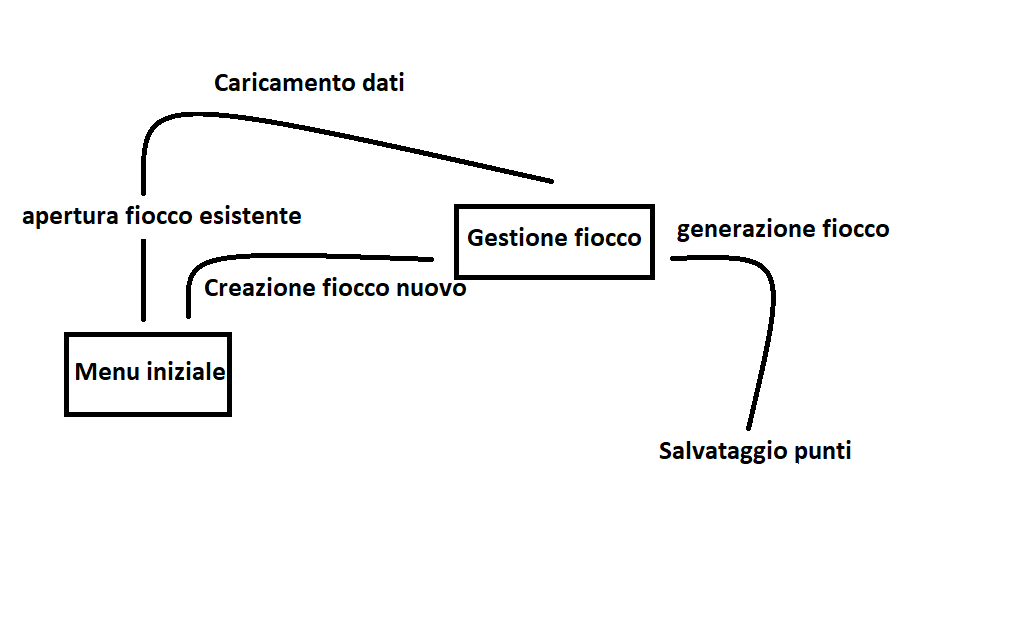 Caricamento dati
apertura fiocco esistente
Gestione fiocco
generazione fiocco
Creazione fiocco nuovo
Menu iniziale
Salvataggio punti